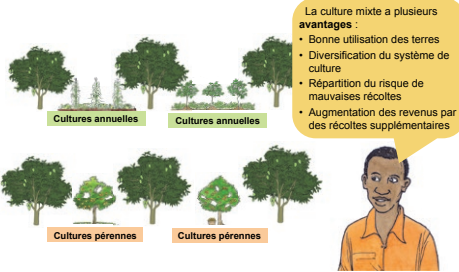 La culture mixte a plusieurs
avantages :
• Bonne utilisation des terres
• Diversification du système de
culture
• Répartition du risque de
mauvaises récoltes
• Augmentation des revenus par
des récoltes supplémentaires
Cultures annuelles
Cultures annuelles
Cultures pérennes
Cultures pérennes